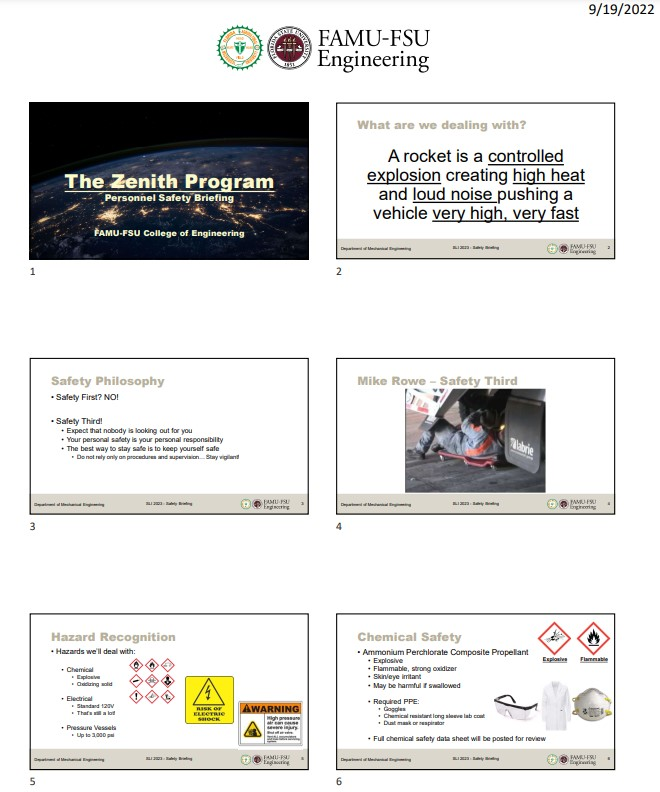 9/19/2022
FAMU-FSU
Engineering
The Zenith Program
Personnel Safety Briefing
FAMU-FSU College of Engineering
1
What are we dealing with?
A rocket is a controlled
explosion creating high heat
and loud noise pushing a
vehicle very high, very fast
Department of Mechanical Engineering
SLI 2023 - Safety Briefing
FAMU-FSU
Engineering
2
2
Safety Philosophy
• Safety First? NO!
• Safety Third!
• Expect that nobody is looking out for you
• Your personal safety is your personal responsibility
• The best way to stay safe is to keep yourself safe
• Do not rely only on procedures and supervision... Stay vigilant!
Department of Mechanical Engineering
SLI 2023 - Safety Briefing
FAMU-FSU
Engineering
3
3
Mike Rowe – Safety Third
labrie
Department of Mechanical Engineering
SLI 2023 - Safety Briefing
FAMU-FSU
Engineering
4
4
Hazard Recognition
• Hazards we'll deal with:
• Chemical
• Explosive
• Oxidizing solid
• Electrical
• Standard 120V
• That's still a lot!
• Pressure Vessels
• Up to 3,000 psi
RISK OF
ELECTRIC
SHOCK
WARNING
High pressure
air can cause
severe injury.
Department of Mechanical Engineering
SLI 2023 - Safety Briefing
FAMU-FSU
Engineering
5
5
Chemical Safety
• Ammonium Perchlorate Composite Propellant
• Explosive
• Flammable, strong oxidizer
• Skin/eye irritant
• May be harmful if swallowed
• Required PPE:
• Goggles
• Chemical resistant long sleeve lab coat
• Dust mask or respirator
• Full chemical safety data sheet will be posted for review
Explosive
Flammable
Department of Mechanical Engineering
SLI 2023 - Safety Briefing
FAMU-FSU
Engineering
6
6